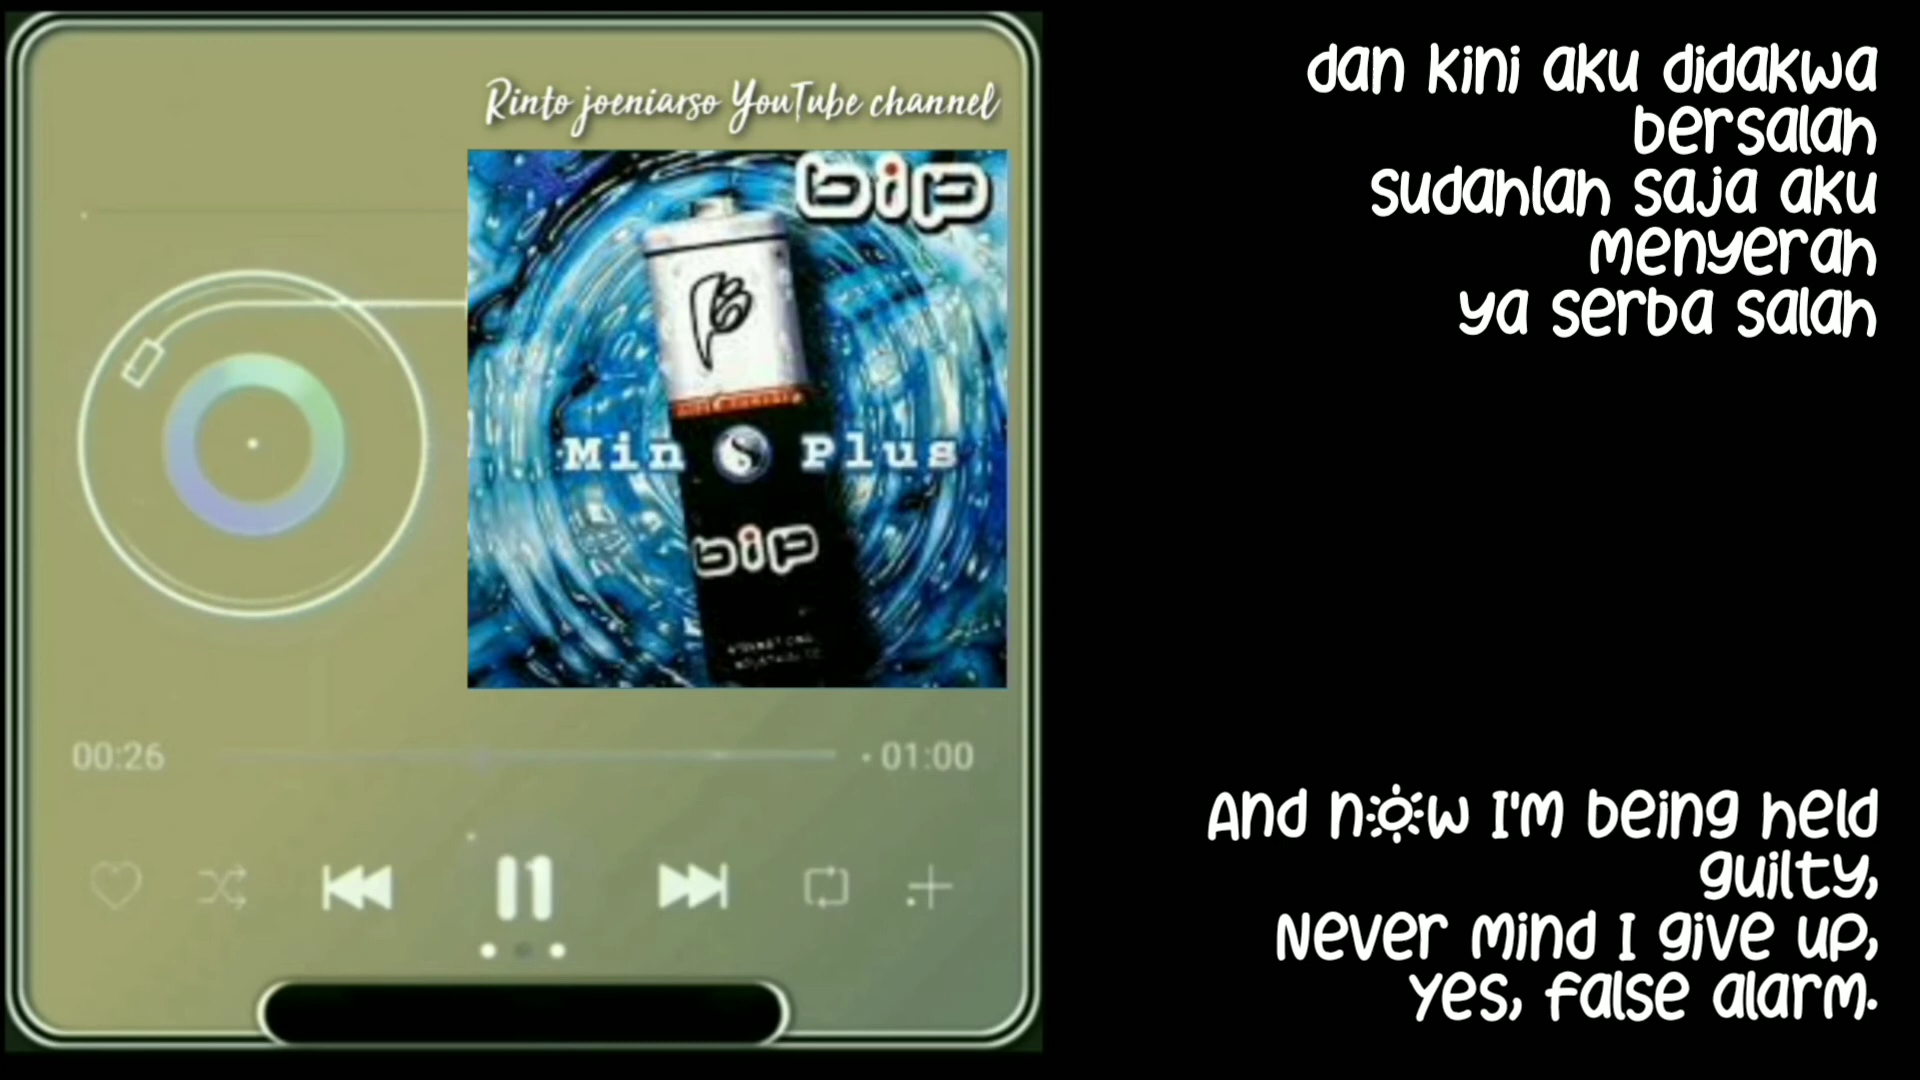 Rinto joeniarso YouTube channel
bip
Min Plus
bip
00:26
01:00
dan kini aku didakwa
bersalah
sudahlah saja aku
menyerah
ya serba salah
And now I'm being held
guilty,
Never mind I give up,
yes, false alarm.